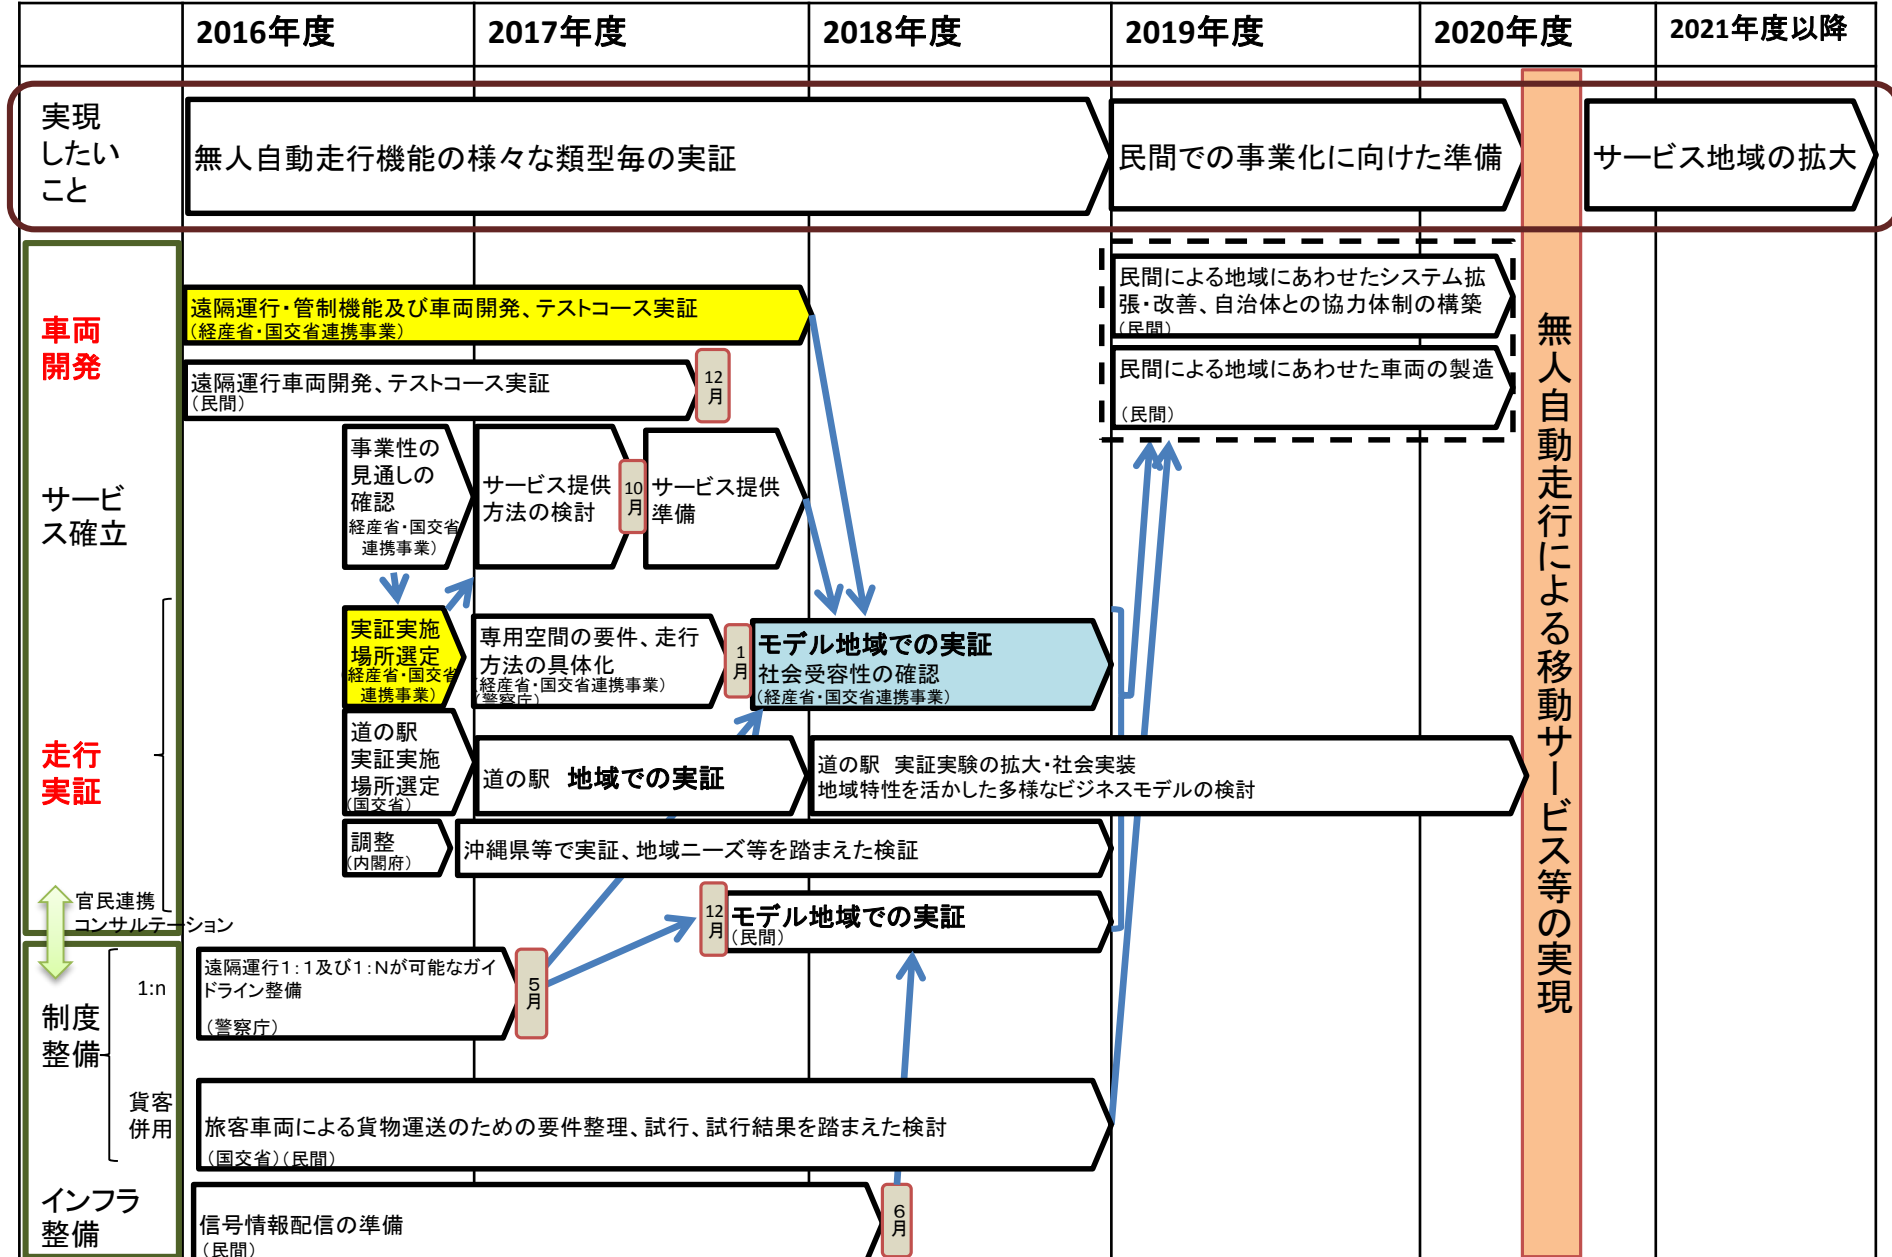 2016年度
2017年度
2018年度
2019年度
2020年度
2021年度以降
実現
したい
こと
無人自動走行機能の様々な類型毎の実証
民間での事業化に向けた準備
サービス地域の拡大
車両
開発
遠隔運行・管制機能及び車両開発、テストコース実証
(経産省・国交省連携事業)
遠隔運行車両開発、テストコース実証
(民間)
12
月
民間による地域にあわせたシステム拡
張・改善、自治体との協力体制の構築
(民間)
民間による地域にあわせた車両の製造
(民間)
無人自動走行による移動サービス等の実現
サービ
ス確立
事業性の
見通しの
確認
経産省・国交省
連携事業)
サービス提供
方法の検討
10
月
サービス提供
準備
走行
実証
実証実施
場所選定
(経産省・国交省
連携事業)
専用空間の要件、走行
方法の具体化
(経産省・国交省連携事業)
(警察庁)
1
月
モデル地域での実証
社会受容性の確認
(経産省・国交省連携事業)
道の駅
実証実施
場所選定
(国交省)
道の駅 地域での実証
道の駅 実証実験の拡大・社会実装
地域特性を活かした多様なビジネスモデルの検討
調整
(内閣府)
沖縄県等で実証、地域ニーズ等を踏まえた検証
12
月
モデル地域での実証
(民間)
官民連携
コンサルテーション
制度
整備
1:n
遠隔運行1:1及び1:Nが可能なガイ
ドライン整備
(警察庁)
5
月
貨客
併用
旅客車両による貨物運送のための要件整理、試行、試行結果を踏まえた検討
(国交省)(民間)
インフラ
整備
信号情報配信の準備
(民間)
6
月